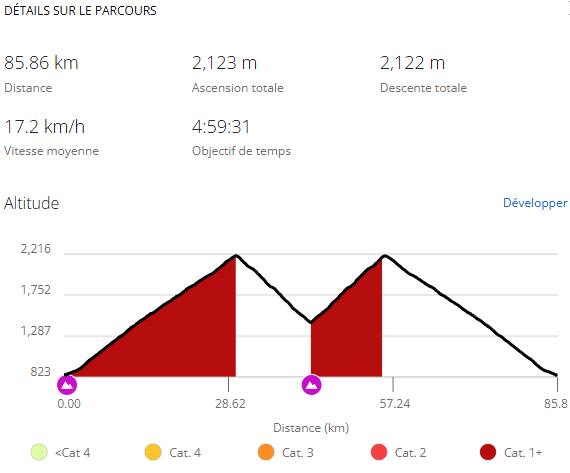 DÉTAILS SUR LE PARCOURS
85.86 km 2,123 m 2,122 m
Distance Ascension totale Descente totale
17.2 km/h 4:59:31
Vitesse moyenne Objectif de temps
Altitude Développer
2,216
1,752
1,287
823
0.00 28.62 57.24 85.8
Distance (km)
<Cat 4 Cat. 4 Cat. 3 Cat. 2 Cat. 1+